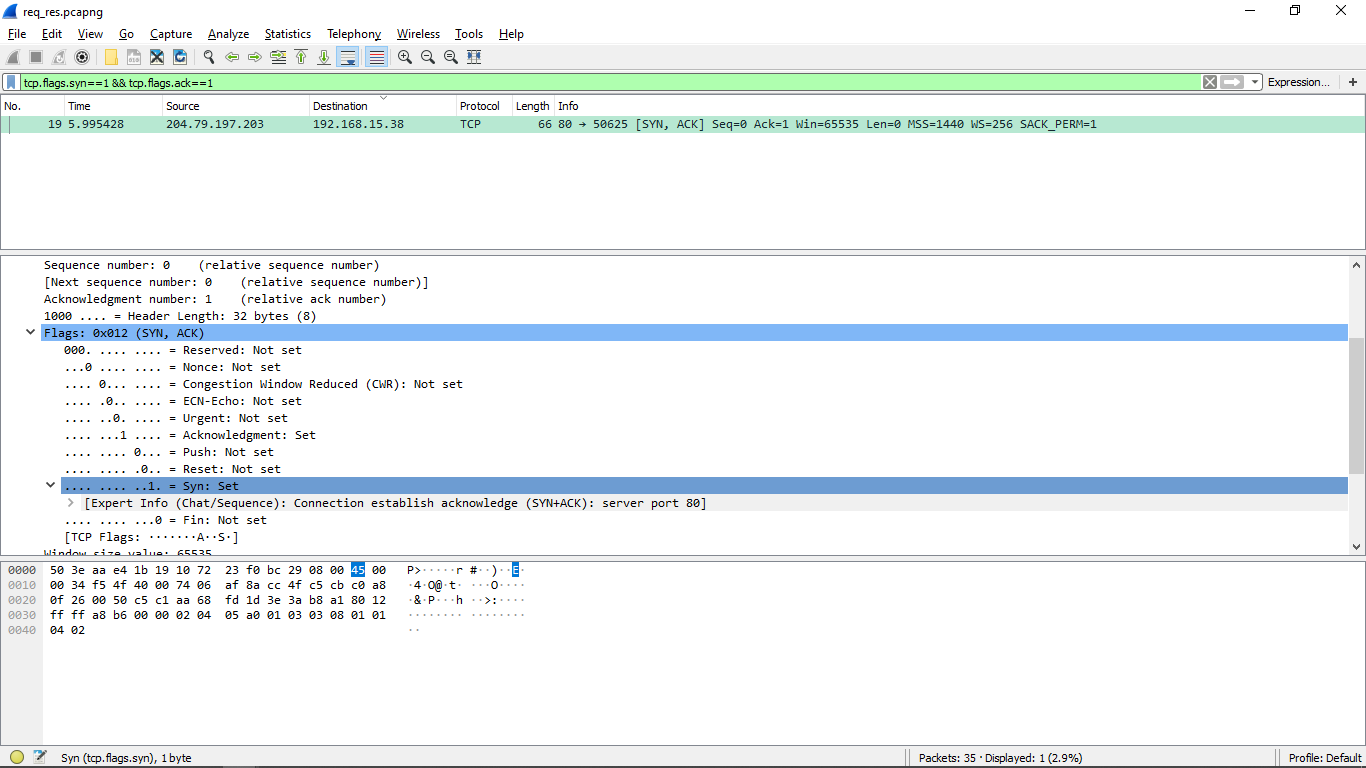 req_res.pcapng
File Edit View Go Capture Analyze Statistics Telephony Wireless Tools Help
tcp.flags.syn==1 && tcp.flags.ack==1 Expression... +
No. Time Source Destination Protocol Length Info
19 5.995428 204.79.197.203 192.168.15.38 TCP 66 80 → 50625 [SYN, ACK] Seq=0 Ack=1 Win=65535 Len=0 MSS=1440 WS=256 SACK_PERM=1
Sequence number: 0 (relative sequence number)
[Next sequence number: 0 (relative sequence number)]
Acknowledgment number: 1 (relative ack number)
1000 .... = Header Length: 32 bytes (8)
Flags: 0x012 (SYN, ACK)
000. .... .... = Reserved: Not set
...0 .... .... = Nonce: Not set
.... 0... .... = Congestion Window Reduced (CWR): Not set
.... .0.. .... = ECN-Echo: Not set
.... ..0. .... = Urgent: Not set
.... ...1 .... = Acknowledgment: Set
.... .... 0... = Push: Not set
.... .... .0.. = Reset: Not set
.... .... ..1. = Syn: Set
[Expert Info (Chat/Sequence): Connection establish acknowledge (SYN+ACK): server port 80]
.... .... ...0 = Fin: Not set
[TCP Flags: ·······A··S·]
Window size value: 65535
0000 50 3e aa e4 1b 19 10 72 23 f0 bc 29 08 00 45 00 P>·····r #··)··E·
0010 00 34 f5 4f 40 00 74 06 af 8a cc 4f c5 cb c0 a8 ·4·O@·t· ···O····
0020 0f 26 00 50 c5 c1 aa 68 fd 1d 3e 3a b8 a1 80 12 ·&·P···h ··>:····
0030 ff ff a8 b6 00 00 02 04 05 a0 01 03 03 08 01 01 ········ ········
0040 04 02 ··
Syn (tcp.flags.syn), 1 byte Packets: 35 · Displayed: 1 (2.9%) Profile: Default